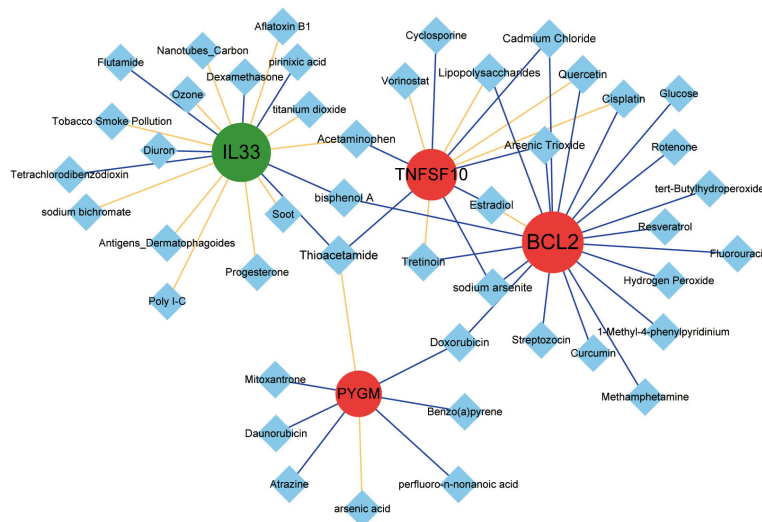 Aflatoxin B1
Cyclosporine
Cadmium Chloride
Nanotubes_Carbon
Flutamide
pirinixic acid
Dexamethasone
Vorinostat
Lipopolysaccharides
Quercetin
Ozone
Cisplatin
Glucose
titanium dioxide
Tobacco Smoke Pollution
Acetaminophen
Arsenic Trioxide
Rotenone
Diuron
IL33
TNFSF10
Tetrachlorodibenzodioxin
tert-Butylhydroperoxide
bisphenol A
Estradiol
sodium bichromate
Soot
Resveratrol
Antigens_Dermatophagoides
BCL2
Thioacetamide
Tretinoin
Fluorouraci
Progesterone
sodium arsenite
Hydrogen Peroxide
Poly I-C
1-Methyl-4-phenylpyridinium
Streptozocin
Doxorubicin
Curcumin
Mitoxantrone
PYGM
Methamphetamine
Benzo(a)pyrene
Daunorubicin
Atrazine
perfluoro-n-nonanoic acid
arsenic acid